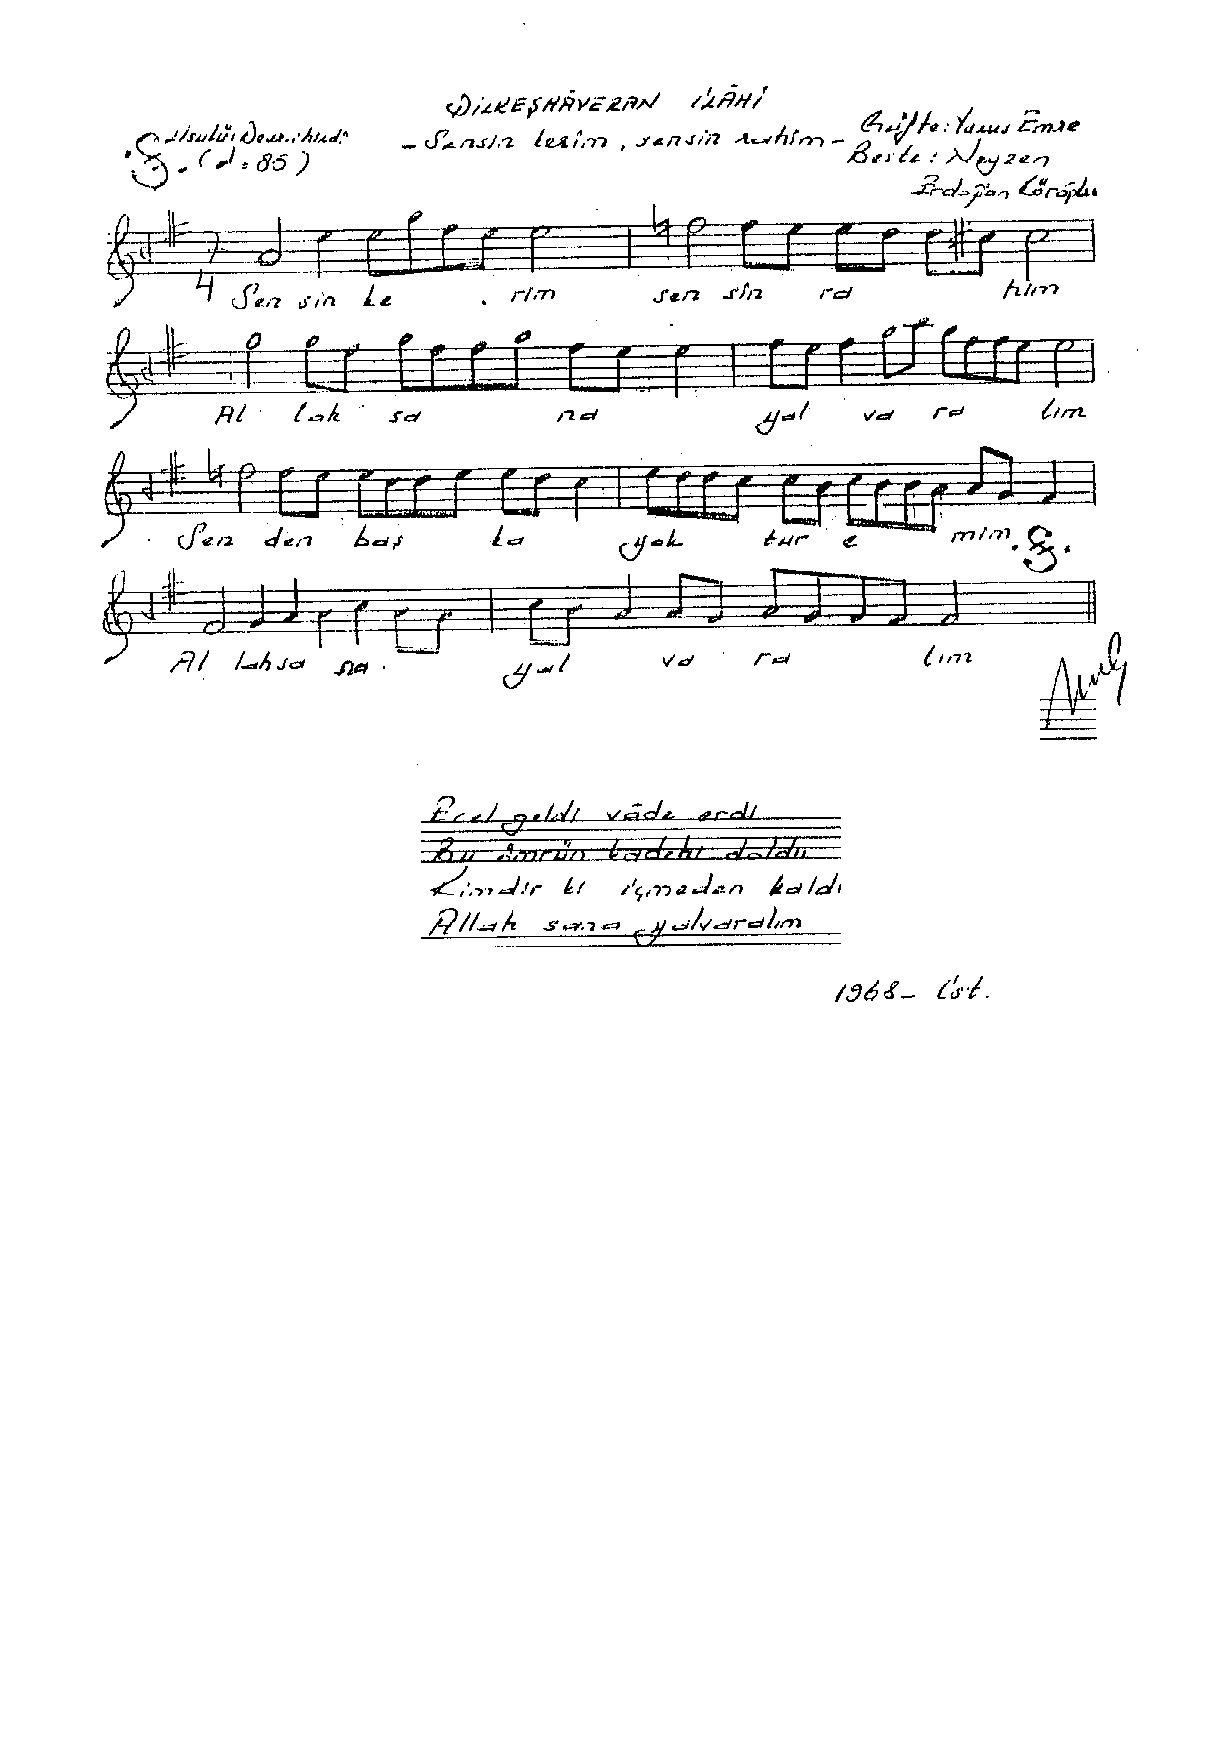 DİLKEŞHÂVERAN İLÂHİ
Usulü: Devr-i hindî
(♩= 85)
- Sensin kerim, sensin rahim -
Güfte: Yunus Emre
Beste: Neyzen
Erdoğan Köroğlu
7
4
Sen sin ke . rim sen sin ra him
Al lah sa na yal va ra lım
Sen den baş ka yok tur e mim
Al lah sa na . yal va ra lım
Ecel geldi vâde erdi
Bu ömrün kadehi doldu
Kimdir ki içmeden kaldı
Allah sana yalvaralım
1968- İst.